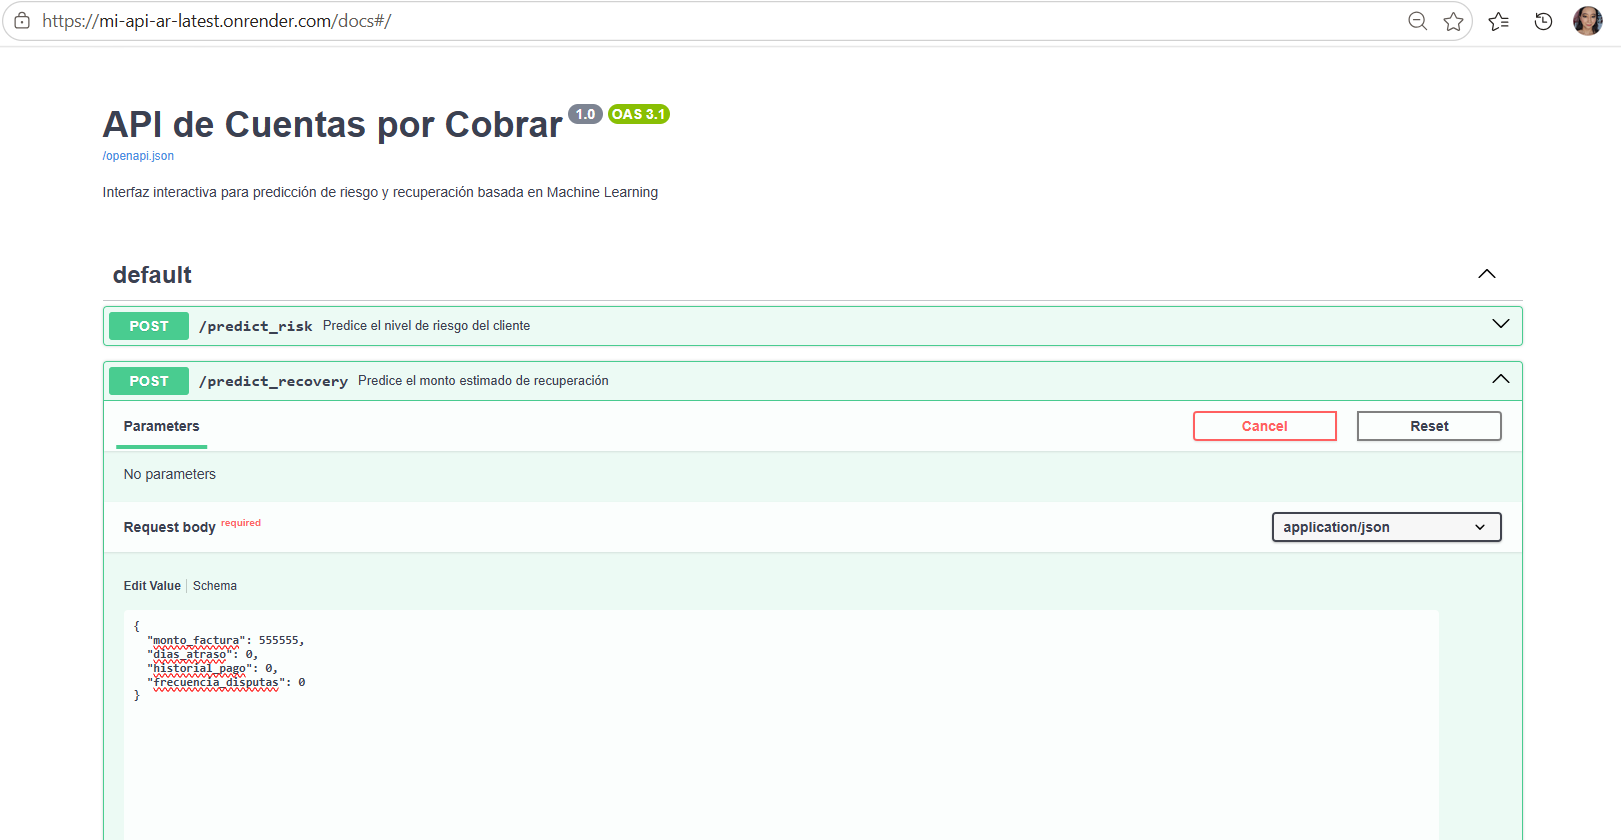 https://mi-api-ar-latest.onrender.com/docs#/
API de Cuentas por Cobrar 1.0 OAS 3.1
/openapi.json
Interfaz interactiva para predicción de riesgo y recuperación basada en Machine Learning
default
POST /predict_risk Predice el nivel de riesgo del cliente
POST /predict_recovery Predice el monto estimado de recuperación
Parameters Cancel Reset
No parameters
Request body required application/json
Edit Value | Schema
{
  "monto_factura": 555555,
  "dias_atraso": 0,
  "historial_pago": 0,
  "frecuencia_disputas": 0
}